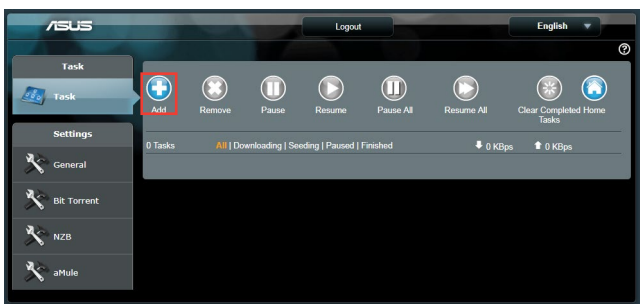 ASUS
Logout
English
Task
Task
Add
Remove
Pause
Resume
Pause All
Resume All
Clear Completed Tasks
Home
0 Tasks
All | Downloading | Seeding | Paused | Finished
0 KBps
0 KBps
Settings
General
Bit Torrent
NZB
aMule